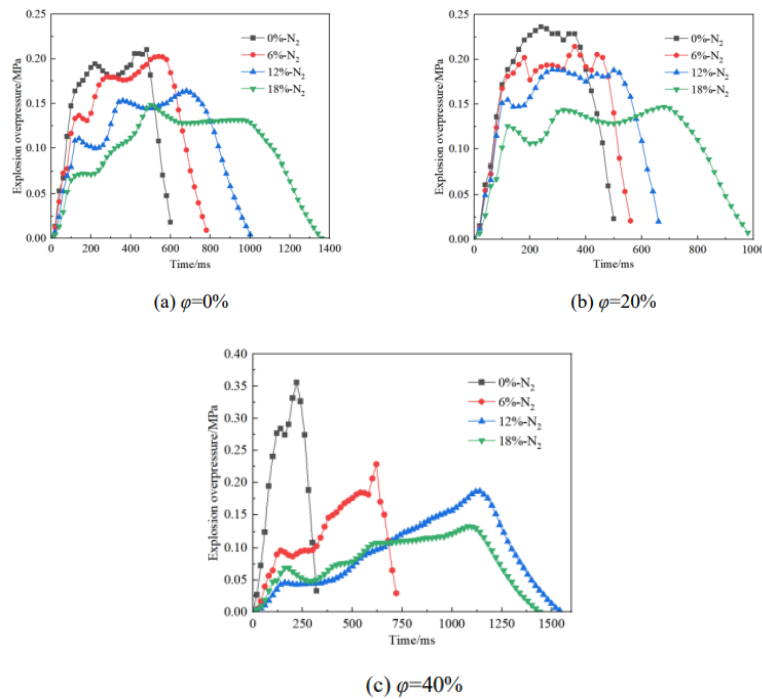 0.25
0.20
0.15
0.10
0.05
0.00
Explosion overpressure/MPa
0%-N₂
6%-N₂
12%-N₂
18%-N₂
0 200 400 600 800 1000 1200 1400
Time/ms
(a) φ=0%
0.25
0.20
0.15
0.10
0.05
0.00
Explosion overpressure/MPa
0%-N₂
6%-N₂
12%-N₂
18%-N₂
0 200 400 600 800 1000
Time/ms
(b) φ=20%
0.40
0.35
0.30
0.25
0.20
0.15
0.10
0.05
0.00
Explosion overpressure/MPa
0%-N₂
6%-N₂
12%-N₂
18%-N₂
0 250 500 750 1000 1250 1500
Time/ms
(c) φ=40%